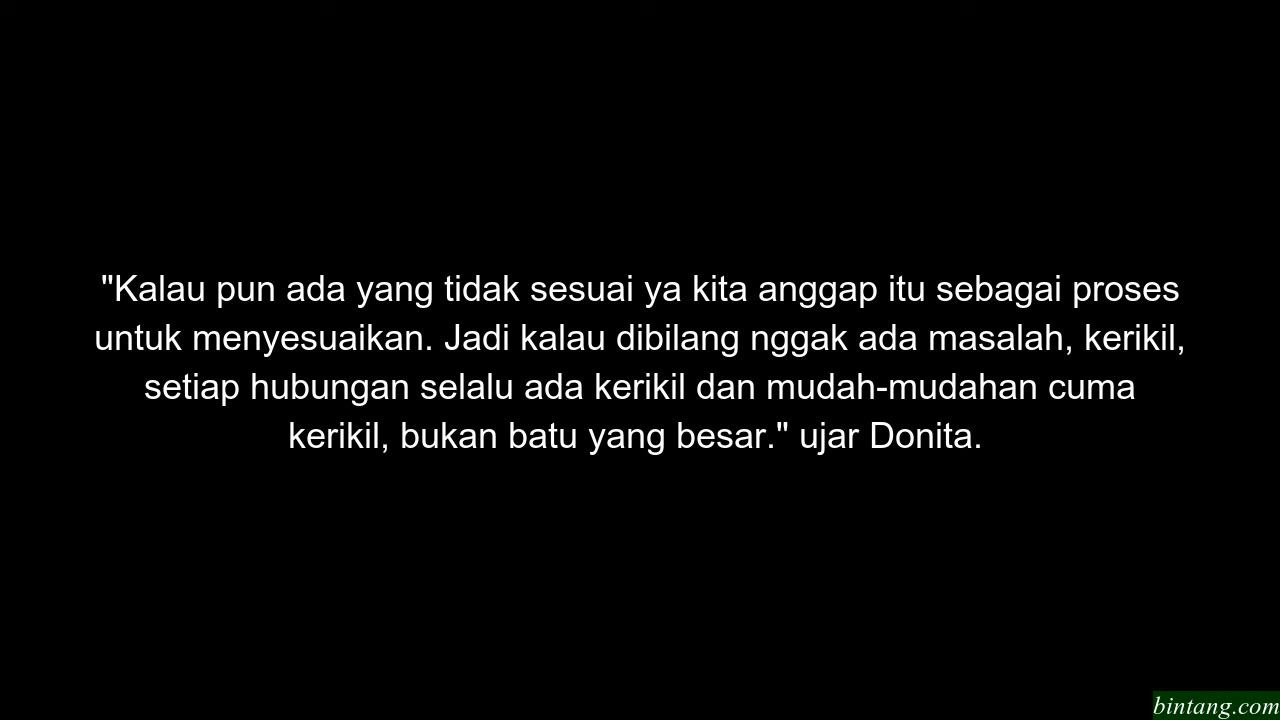 "Kalau pun ada yang tidak sesuai ya kita anggap itu sebagai proses
untuk menyesuaikan. Jadi kalau dibilang nggak ada masalah, kerikil,
setiap hubungan selalu ada kerikil dan mudah-mudahan cuma
kerikil, bukan batu yang besar." ujar Donita.
bintang.com